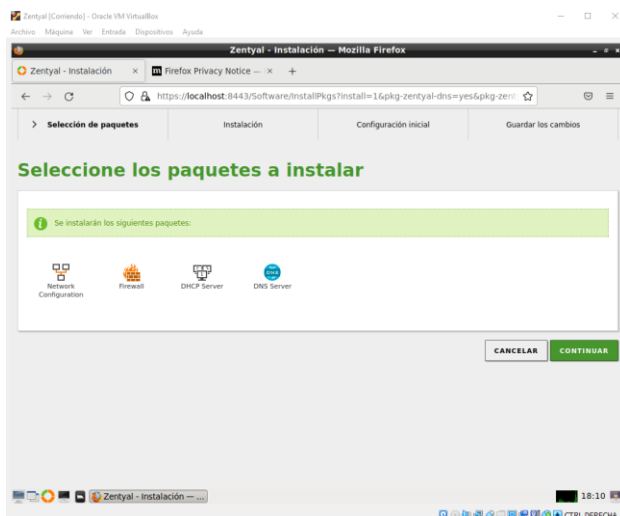 Zentyal [Corriendo] - Oracle VM VirtualBox
Archivo Máquina Ver Entrada Dispositivos Ayuda
Zentyal - Instalación — Mozilla Firefox
Zentyal - Instalación × Firefox Privacy Notice — × +
https://localhost:8443/Software/InstallPkgs?install=1&pkg-zentyal-dns=yes&pkg-zent
> Selección de paquetes Instalación Configuración inicial Guardar los cambios
Seleccione los paquetes a instalar
Se instalarán los siguientes paquetes:
Network Configuration Firewall DHCP Server DNS Server
CANCELAR CONTINUAR
Zentyal - Instalación — ... 18:10
CTRL DERECHA